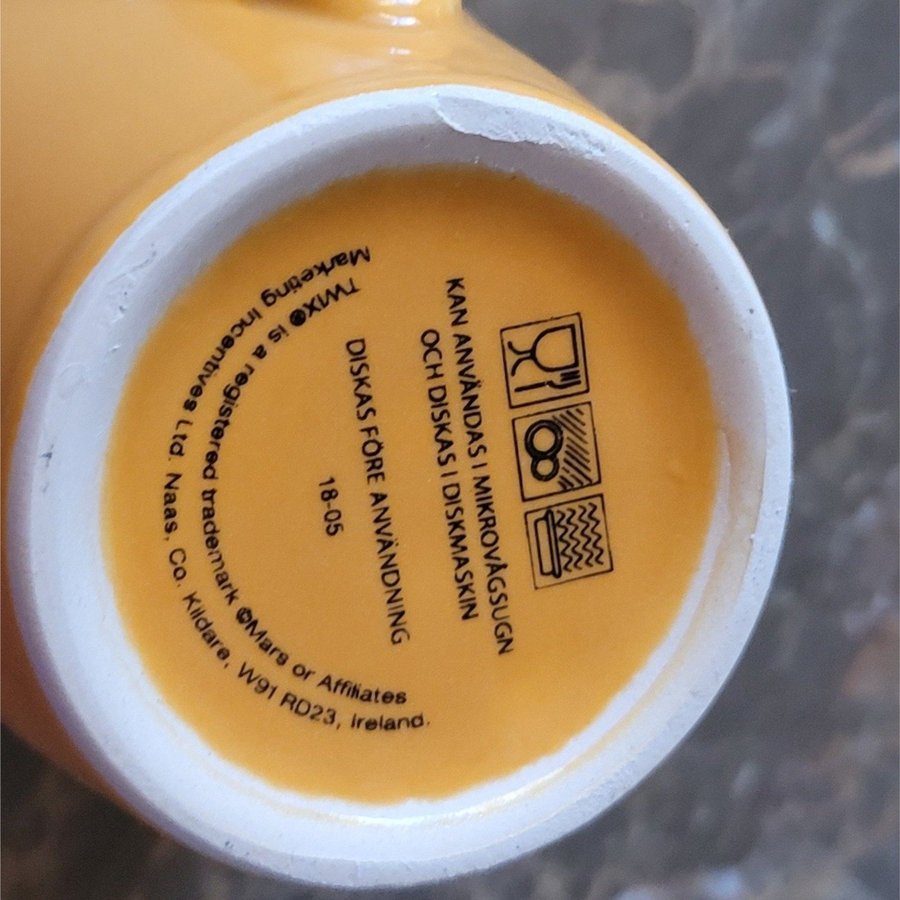 KAN ANVÄNDAS I MIKROVÅGSUGN
OCH DISKAS I DISKMASKIN
DISKAS FÖRE ANVÄNDNING
18-05
TWIX® is a registered trademark ©Mars or Affiliates
Marketing Incentives Ltd. Naas, Co. Kildare, W91 RD23, Ireland.